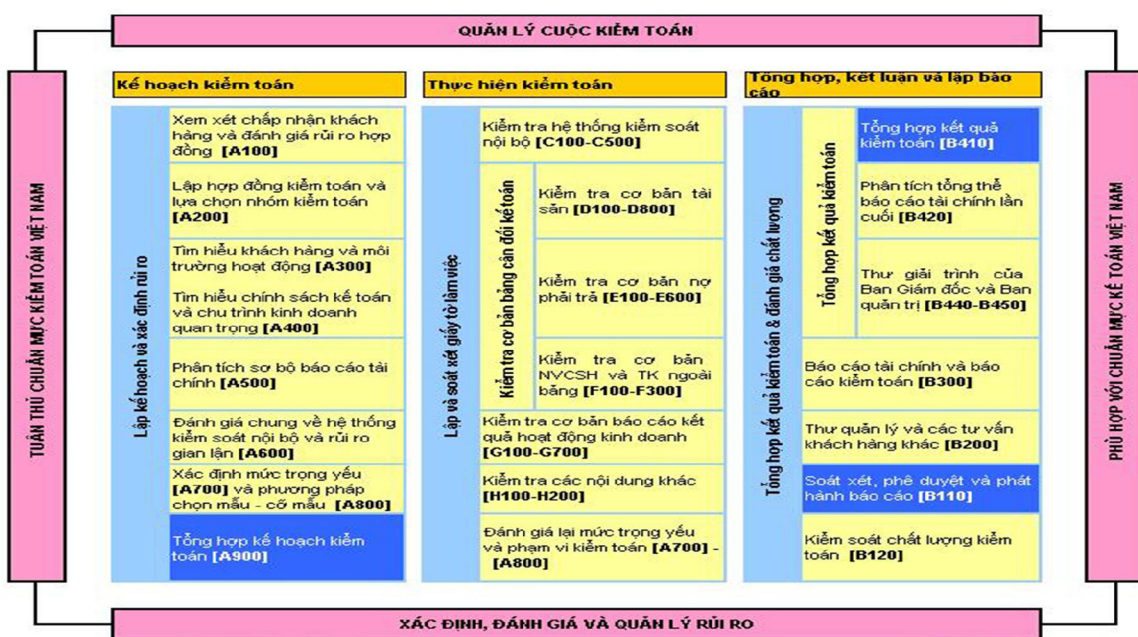 QUẢN LÝ CUỘC KIỂM TOÁN
TUÂN THỦ CHUẨN MỰC KIỂM TOÁN VIỆT NAM
Kế hoạch kiểm toán
Lập kế hoạch và xác định rủi ro
Xem xét chấp nhận khách
hàng và đánh giá rủi ro hợp
đồng [A100]
Lập hợp đồng kiểm toán và
lựa chọn nhóm kiểm toán
[A200]
Tìm hiểu khách hàng và môi
trường hoạt động [A300]
Tìm hiểu chính sách kế toán
và chu trình kinh doanh
quan trọng [A400]
Phân tích sơ bộ báo cáo tài
chính [A500]
Đánh giá chung về hệ thống
kiểm soát nội bộ và rủi ro
gian lận [A600]
Xác định mức trọng yếu
[A700] và phương pháp
chọn mẫu - cỡ mẫu [A800]
Tổng hợp kế hoạch kiểm
toán [A900]
Thực hiện kiểm toán
Lập và soát xét giấy tờ làm việc
Kiểm tra hệ thống kiểm soát
nội bộ [C100-C500]
Kiểm tra cơ bản bảng cân đối kế toán
Kiểm tra cơ bản tài
sản [D100-D800]
Kiểm tra cơ bản nợ
phải trả [E100-E600]
Kiểm tra cơ bản
NVCSH và TK ngoài
bảng [F100-F300]
Kiểm tra cơ bản báo cáo kết
quả hoạt động kinh doanh
[G100-G700]
Kiểm tra các nội dung khác
[H100-H200]
Đánh giá lại mức trọng yếu
và phạm vi kiểm toán [A700] -
[A800]
Tổng hợp, kết luận và lập báo
cáo
Tổng hợp kết quả kiểm toán & đánh giá chất lượng
Tổng hợp kết quả kiểm toán
Tổng hợp kết quả
kiểm toán [B410]
Phân tích tổng thể
báo cáo tài chính lần
cuối [B420]
Thư giải trình của
Ban Giám đốc và Ban
quản trị [B440-B450]
Báo cáo tài chính và báo
cáo kiểm toán [B300]
Thư quản lý và các tư vấn
khách hàng khác [B200]
Soát xét, phê duyệt và phát
hành báo cáo [B110]
Kiểm soát chất lượng kiểm
toán [B120]
PHÙ HỢP VỚI CHUẨN MỰC KẾ TOÁN VIỆT NAM
XÁC ĐỊNH, ĐÁNH GIÁ VÀ QUẢN LÝ RỦI RO